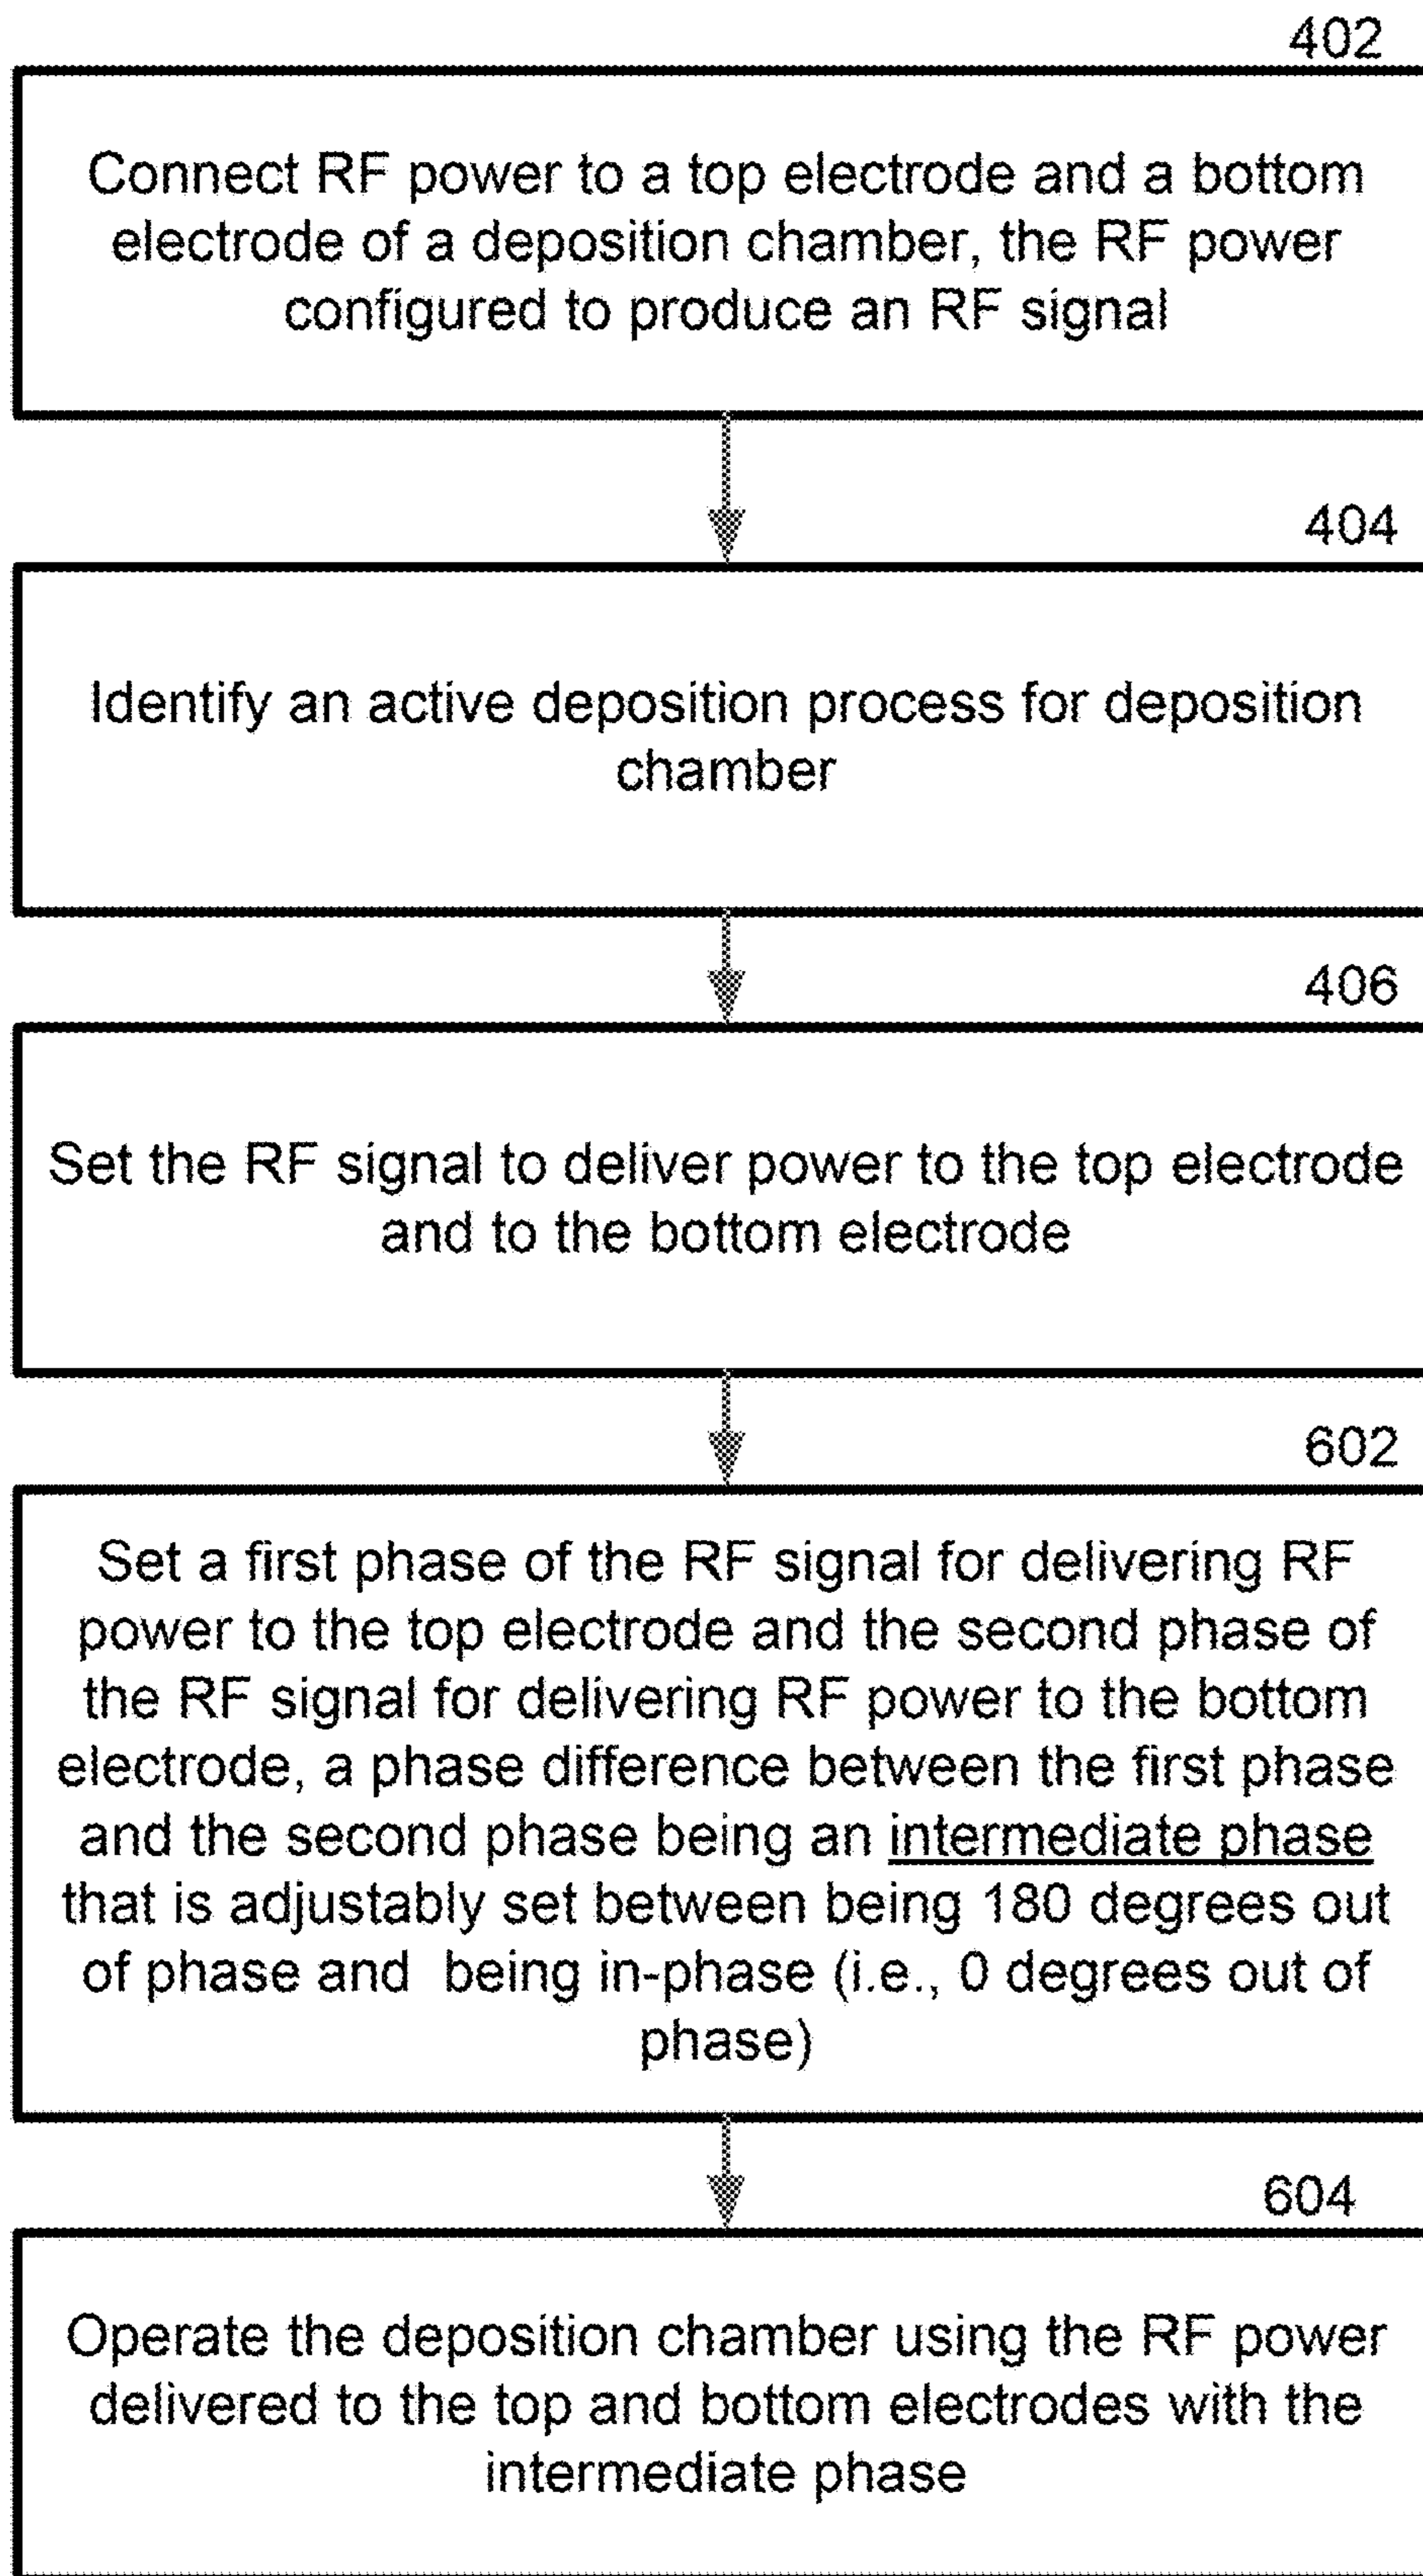 402
Connect RF power to a top electrode and a bottom
electrode of a deposition chamber, the RF power
configured to produce an RF signal
404
Identify an active deposition process for deposition
chamber
406
Set the RF signal to deliver power to the top electrode
and to the bottom electrode
602
Set a first phase of the RF signal for delivering RF
power to the top electrode and the second phase of
the RF signal for delivering RF power to the bottom
electrode, a phase difference between the first phase
and the second phase being an intermediate phase
that is adjustably set between being 180 degrees out
of phase and being in-phase (i.e., 0 degrees out of
phase)
604
Operate the deposition chamber using the RF power
delivered to the top and bottom electrodes with the
intermediate phase